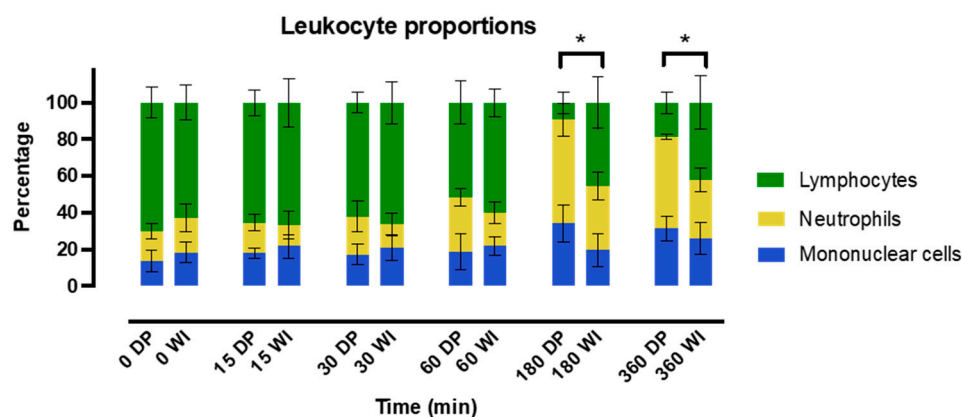 Leukocyte proportions
* *
Percentage
100
80
60
40
20
0
0 DP 0 WI 15 DP 15 WI 30 DP 30 WI 60 DP 60 WI 180 DP 180 WI 360 DP 360 WI
Time (min)
Lymphocytes
Neutrophils
Mononuclear cells